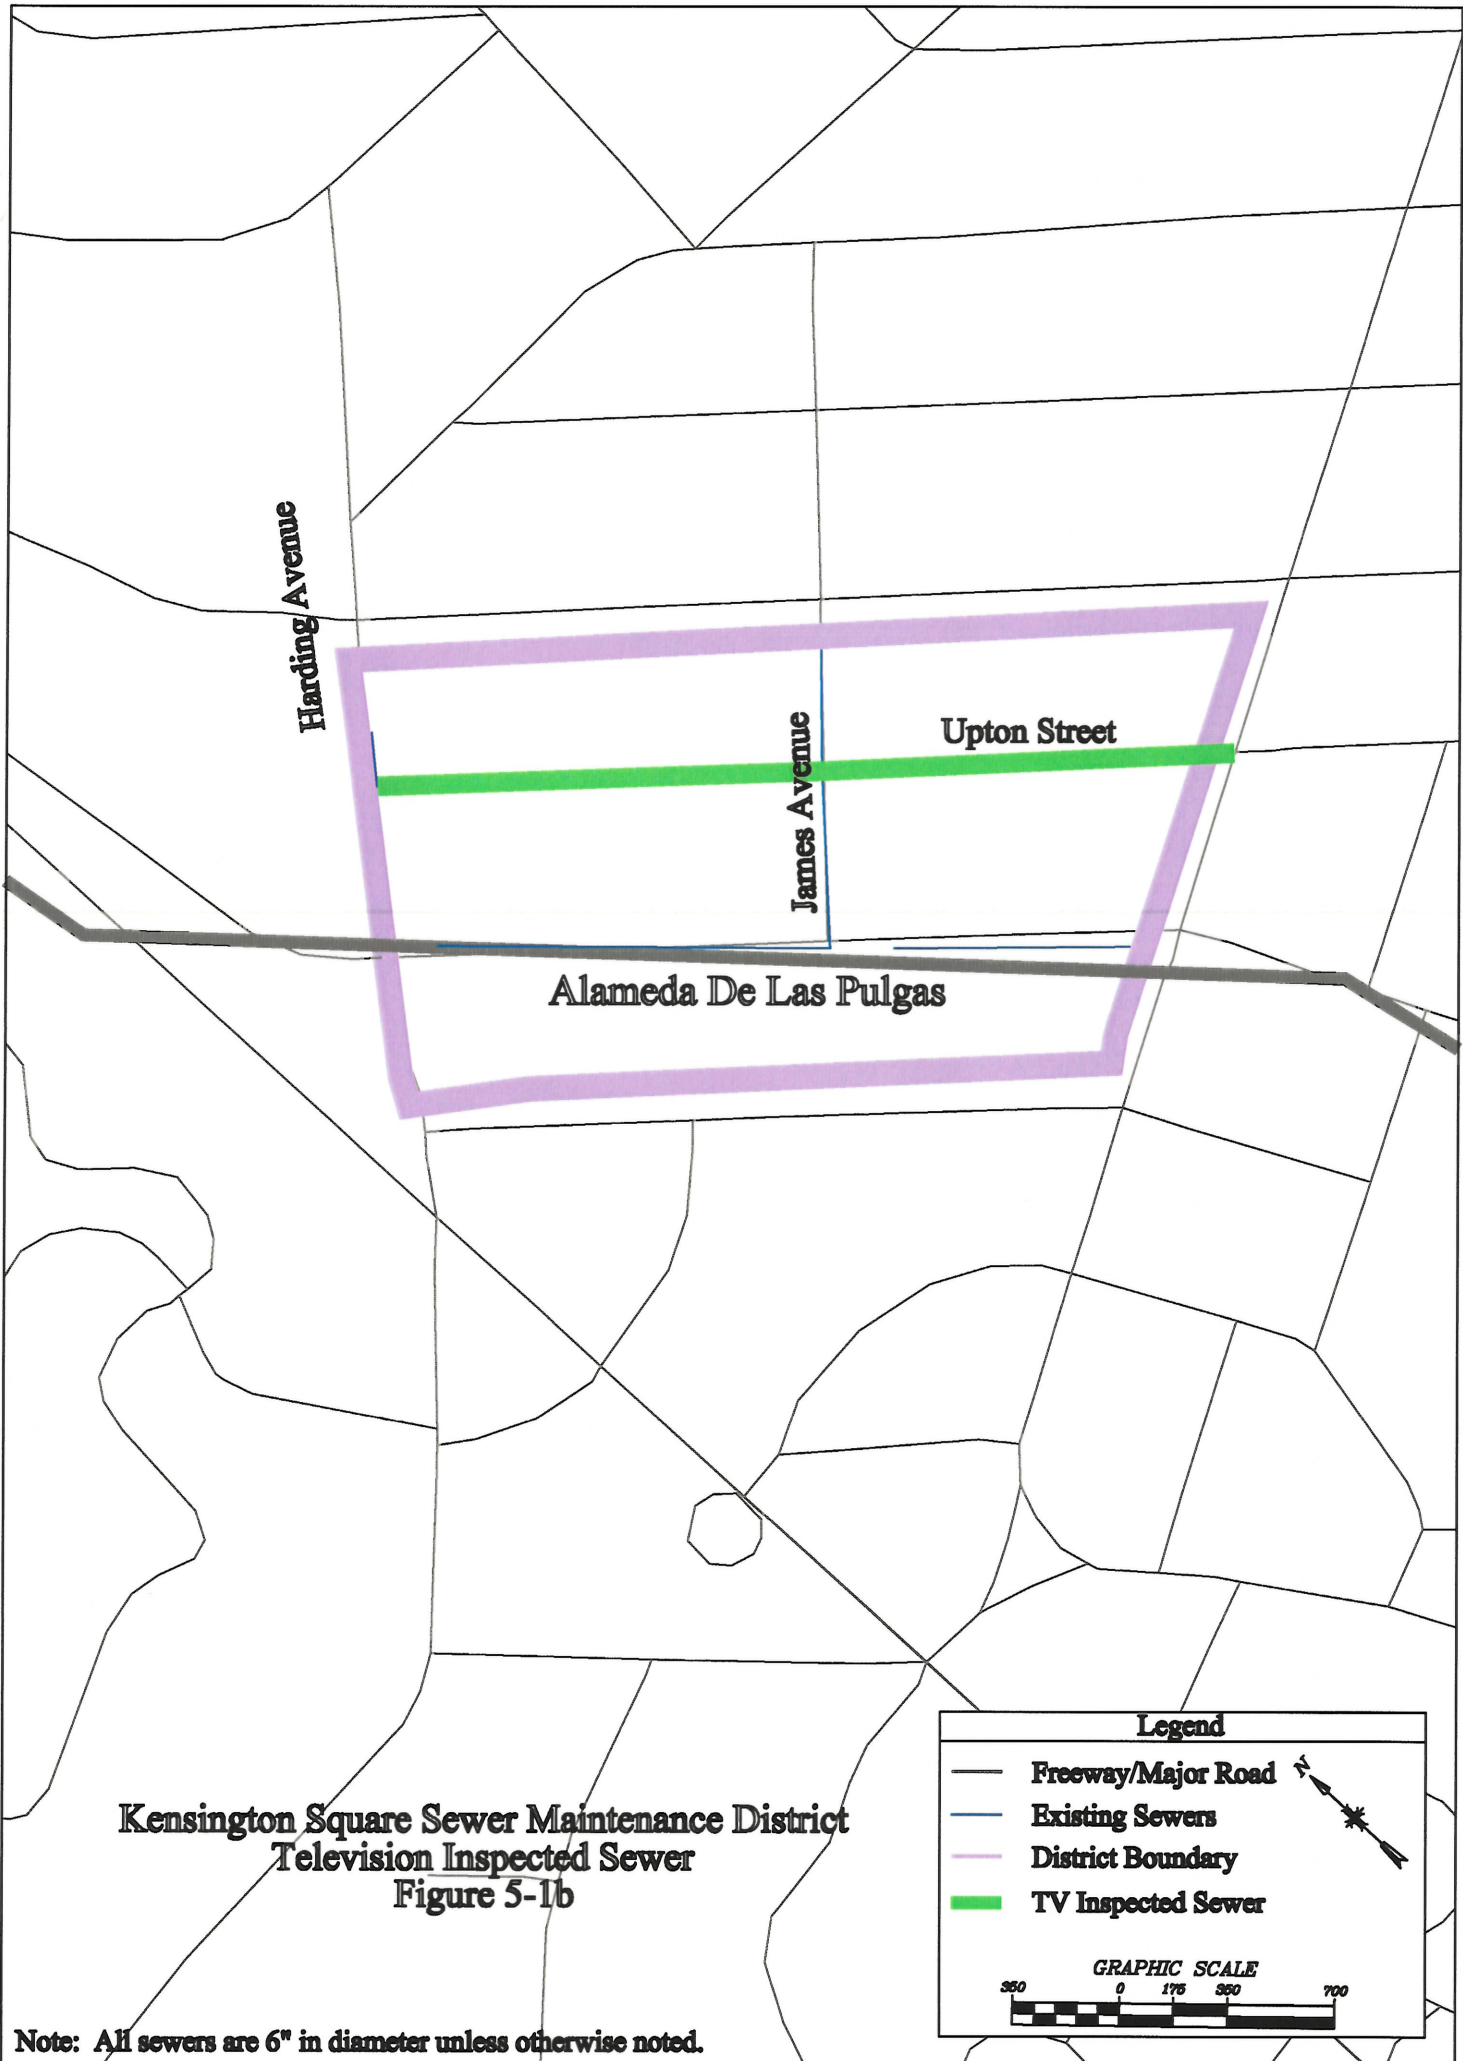 Harding Avenue
Upton Street
James Avenue
Alameda De Las Pulgas
Legend
Freeway/Major Road
Existing Sewers
District Boundary
TV Inspected Sewer
N
GRAPHIC SCALE
350 0 175 350 700
Kensington Square Sewer Maintenance District
Television Inspected Sewer
Figure 5-1b
Note: All sewers are 6" in diameter unless otherwise noted.